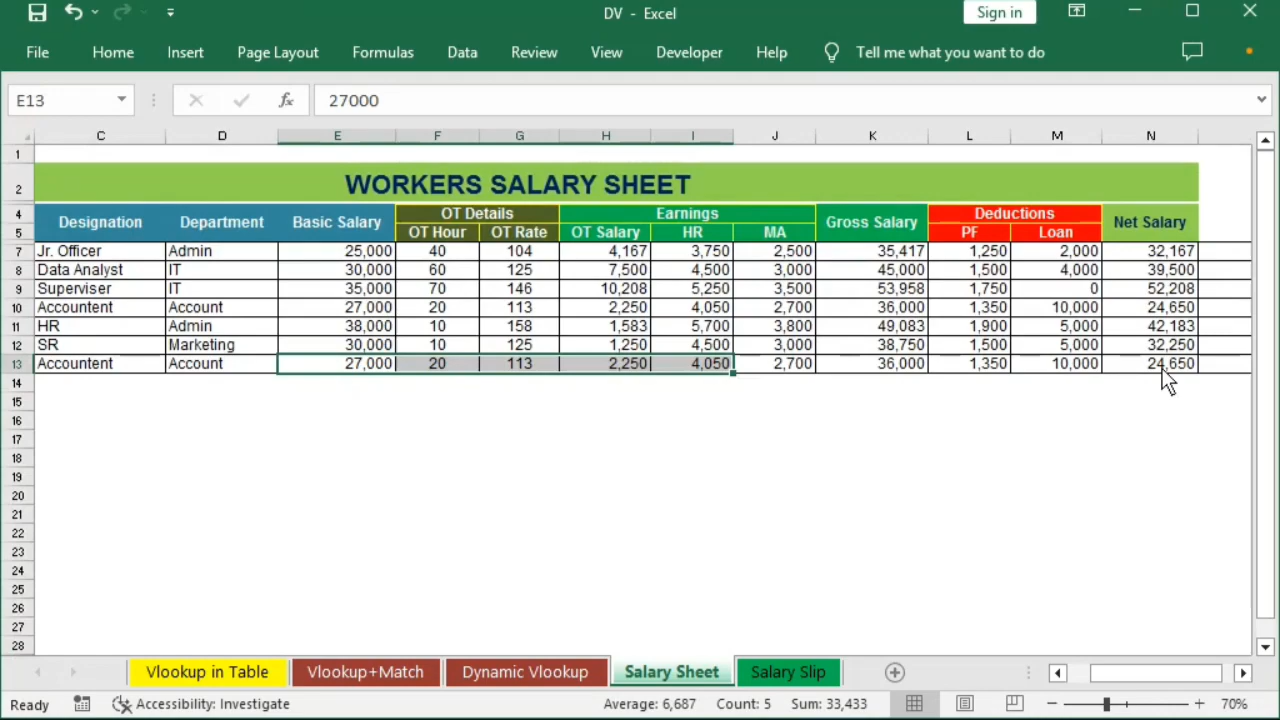 DV - Excel
Sign in
File Home Insert Page Layout Formulas Data Review View Developer Help Tell me what you want to do
E13 fx 27000
C D E F G H I J K L M N
1
2 WORKERS SALARY SHEET
4 Designation Department Basic Salary OT Details Earnings Gross Salary Deductions Net Salary
5 OT Hour OT Rate OT Salary HR MA PF Loan
7 Jr. Officer Admin 25,000 40 104 4,167 3,750 2,500 35,417 1,250 2,000 32,167
8 Data Analyst IT 30,000 60 125 7,500 4,500 3,000 45,000 1,500 4,000 39,500
9 Superviser IT 35,000 70 146 10,208 5,250 3,500 53,958 1,750 0 52,208
10 Accountent Account 27,000 20 113 2,250 4,050 2,700 36,000 1,350 10,000 24,650
11 HR Admin 38,000 10 158 1,583 5,700 3,800 49,083 1,900 5,000 42,183
12 SR Marketing 30,000 10 125 1,250 4,500 3,000 38,750 1,500 5,000 32,250
13 Accountent Account 27,000 20 113 2,250 4,050 2,700 36,000 1,350 10,000 24,650
14
15
16
17
18
19
20
21
22
23
24
25
26
27
28
Vlookup in Table Vlookup+Match Dynamic Vlookup Salary Sheet Salary Slip
Ready Accessibility: Investigate Average: 6,687 Count: 5 Sum: 33,433 70%